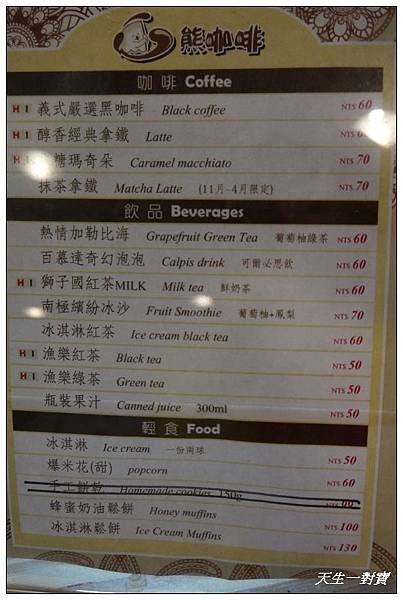 熊咖啡
咖啡 Coffee
H I 義式嚴選黑咖啡 Black coffee NT$ 60
H I 醇香經典拿鐵 Latte NT$
H 糖瑪奇朵 Caramel macchiato NT$ 70
抹茶拿鐵 Matcha Latte (11月~4月限定) NT$ 70
飲品 Beverages
熱情加勒比海 Grapefruit Green Tea 葡萄柚綠茶 NT$ 60
百慕達奇幻泡泡 Calpis drink 可爾必思飲 NT$ 60
H I 獅子國紅茶MILK Milk tea 鮮奶茶 NT$ 60
南極繽紛冰沙 Fruit Smoothie 葡萄柚+鳳梨 NT$ 70
冰淇淋紅茶 Ice cream black tea NT$ 60
H I 漁樂紅茶 Black tea NT$ 50
H I 漁樂綠茶 Green tea NT$ 50
瓶裝果汁 Canned juice 300ml NT$ 50
輕食 Food
冰淇淋 Ice cream 一份兩球 NT$ 50
爆米花(甜) popcorn NT$ 60
手工餅乾 Homemade cookies 150g
蜂蜜奶油鬆餅 Honey muffins NT$ 100
冰淇淋鬆餅 Ice Cream Muffins NT$ 130
天生一對寶